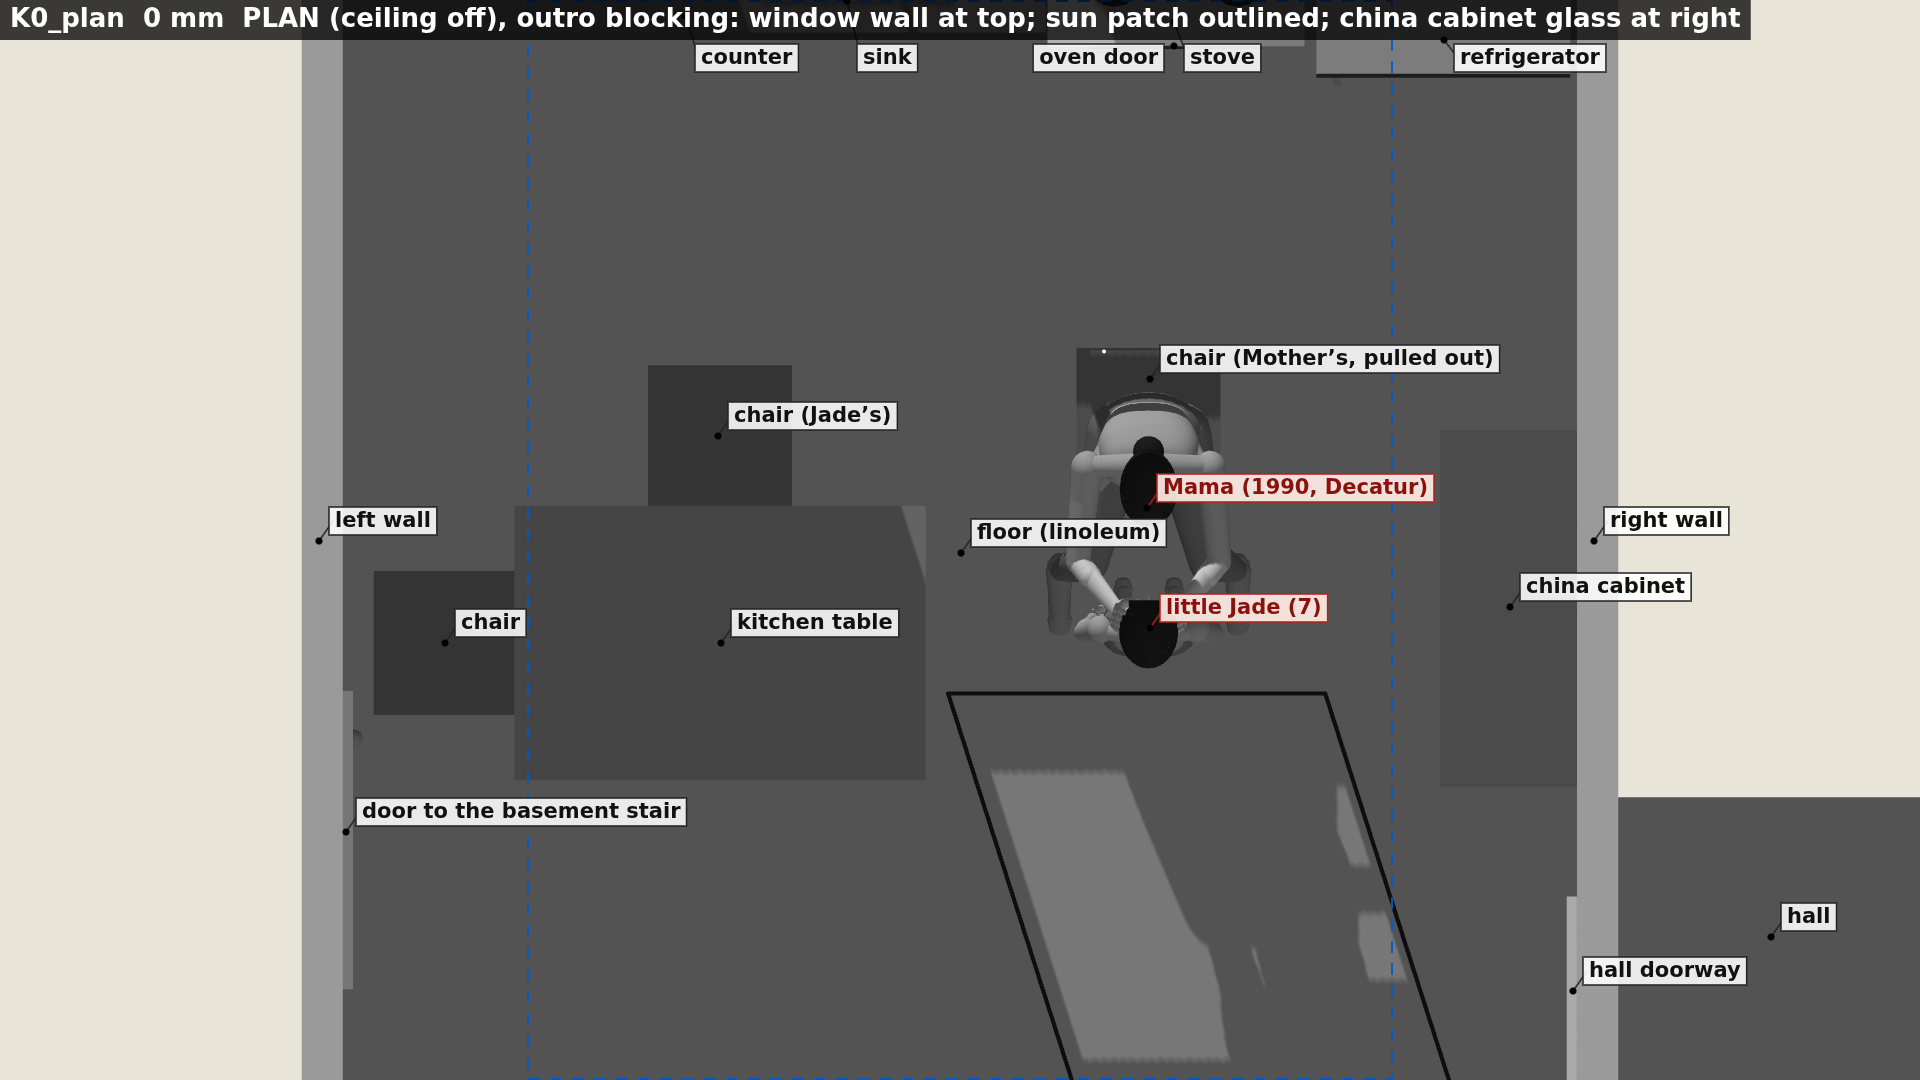 K0_plan 0 mm PLAN (ceiling off), outro blocking: window wall at top; sun patch outlined; china cabinet glass at right
counter
sink
oven door
stove
refrigerator
chair (Mother’s, pulled out)
chair (Jade’s)
Mama (1990, Decatur)
left wall
floor (linoleum)
right wall
china cabinet
little Jade (7)
chair
kitchen table
door to the basement stair
hall
hall doorway